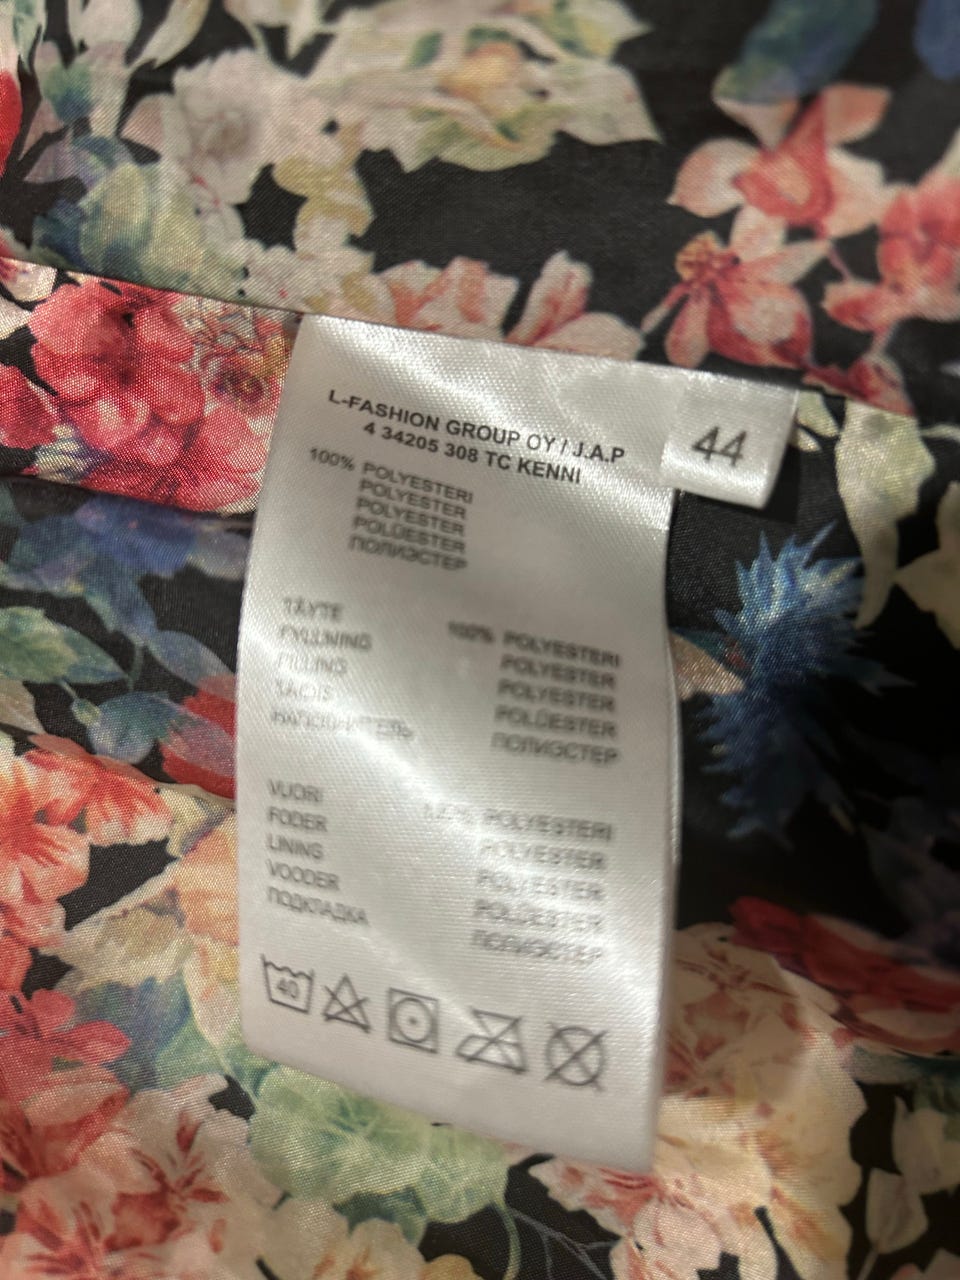 L-FASHION GROUP OY / J.A.P
4 34205 308 TC KENNI
44
100% POLYESTERI
POLYESTER
POLYESTER
POLÜESTER
ПОЛИЭСТЕР
TÄYTE
FYLLNING
FILLING
TÄIDIS
НАПОЛНИТЕЛЬ
100% POLYESTERI
POLYESTER
POLYESTER
POLÜESTER
ПОЛИЭСТЕР
VUORI
FODER
LINING
VOODER
ПОДКЛАДКА
100% POLYESTERI
POLYESTER
POLYESTER
POLÜESTER
ПОЛИЭСТЕР
40